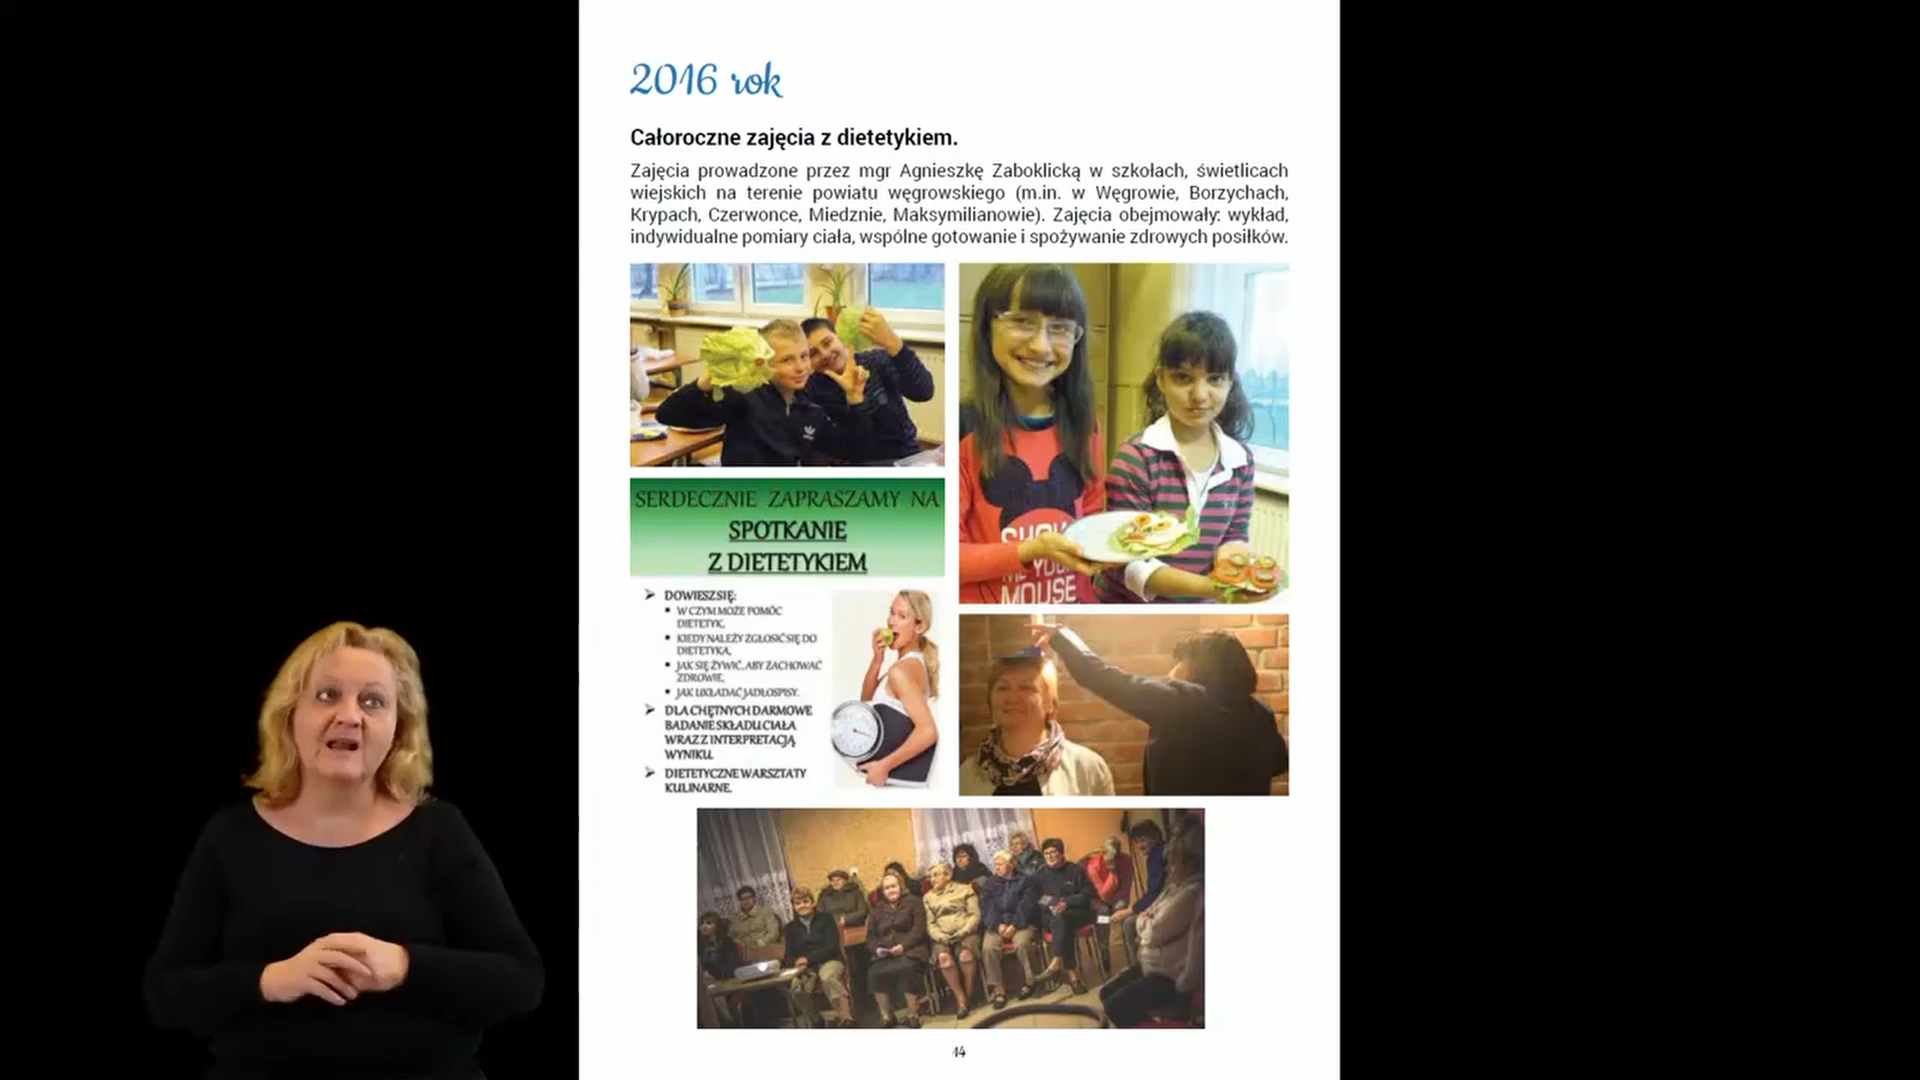 2016 rok
Całoroczne zajęcia z dietetykiem.
Zajęcia prowadzone przez mgr Agnieszkę Zaboklicką w szkołach, świetlicach
wiejskich na terenie powiatu węgrowskiego (m.in. w Węgrowie, Borzychach,
Krypach, Czerwonce, Miedznie, Maksymilianowie). Zajęcia obejmowały: wykład,
indywidualne pomiary ciała, wspólne gotowanie i spożywanie zdrowych posiłków.
SERDECZNIE ZAPRASZAMY NA
SPOTKANIE
Z DIETETYKIEM
DOWIESZ SIĘ:
W CZYM MOŻE POMÓC
DIETETYK,
KIEDY NALEŻY ZGŁOSIĆ SIĘ DO
DIETETYKA,
JAK SIĘ ŻYWIĆ, ABY ZACHOWAĆ
ZDROWIE,
JAK UKŁADAĆ JADŁOSPISY.
DLA CHĘTNYCH DARMOWE
BADANIE SKŁADU CIAŁA
WRAZ Z INTERPRETACJĄ
WYNIKU.
DIETETYCZNE WARSZTATY
KULINARNE.
SHOW
ME YOUR
MOUSE
14